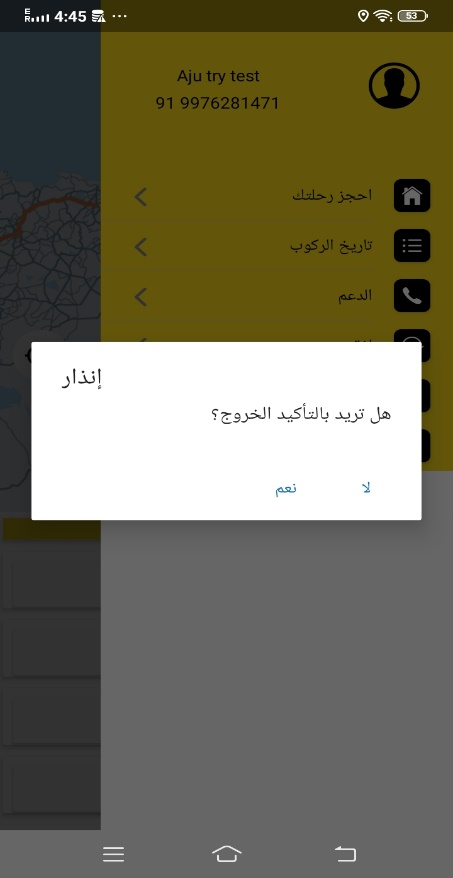 4:45
53
Aju try test
91 9976281471
احجز رحلتك
تاريخ الركوب
الدعم
إنذار
هل تريد بالتأكيد الخروج؟
لا
نعم